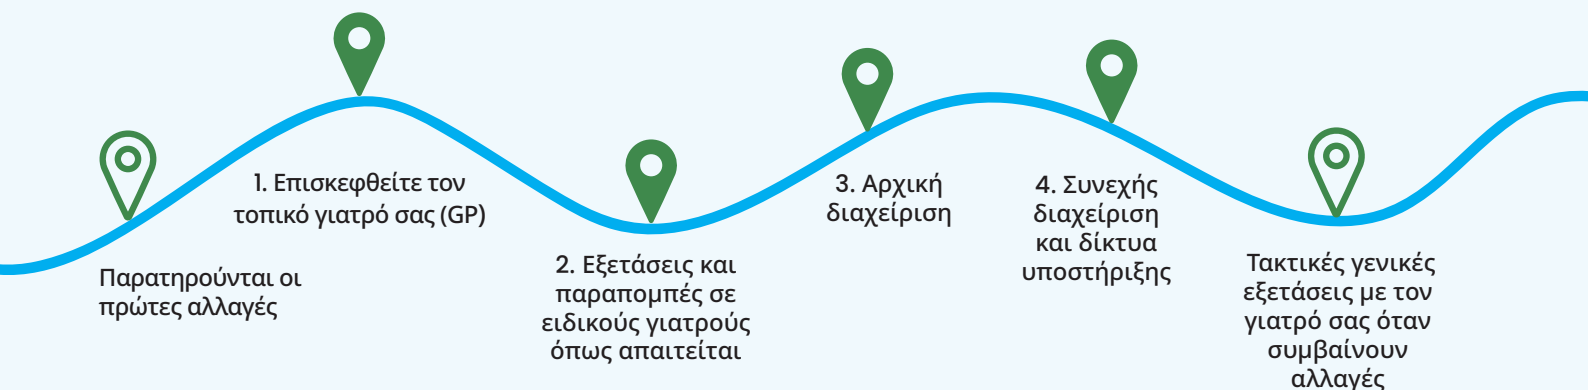 Παρατηρούνται οι
πρώτες αλλαγές
1. Επισκεφθείτε τον
τοπικό γιατρό σας (GP)
2. Εξετάσεις και
παραπομπές σε
ειδικούς γιατρούς
όπως απαιτείται
3. Αρχική
διαχείριση
4. Συνεχής
διαχείριση
και δίκτυα
υποστήριξης
Τακτικές γενικές
εξετάσεις με τον
γιατρό σας όταν
συμβαίνουν
αλλαγές